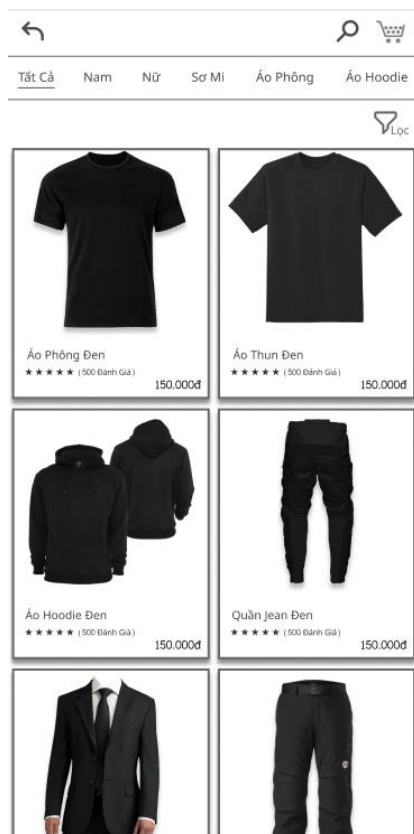 Tất Cả Nam Nữ Sơ Mi Áo Phông Áo Hoodie
Lọc
Áo Phông Đen
★★★★★ (500 Đánh Giá)
150.000đ
Áo Thun Đen
★★★★★ (500 Đánh Giá)
150.000đ
Áo Hoodie Đen
★★★★★ (500 Đánh Giá)
150.000đ
Quần Jean Đen
★★★★★ (500 Đánh Giá)
150.000đ